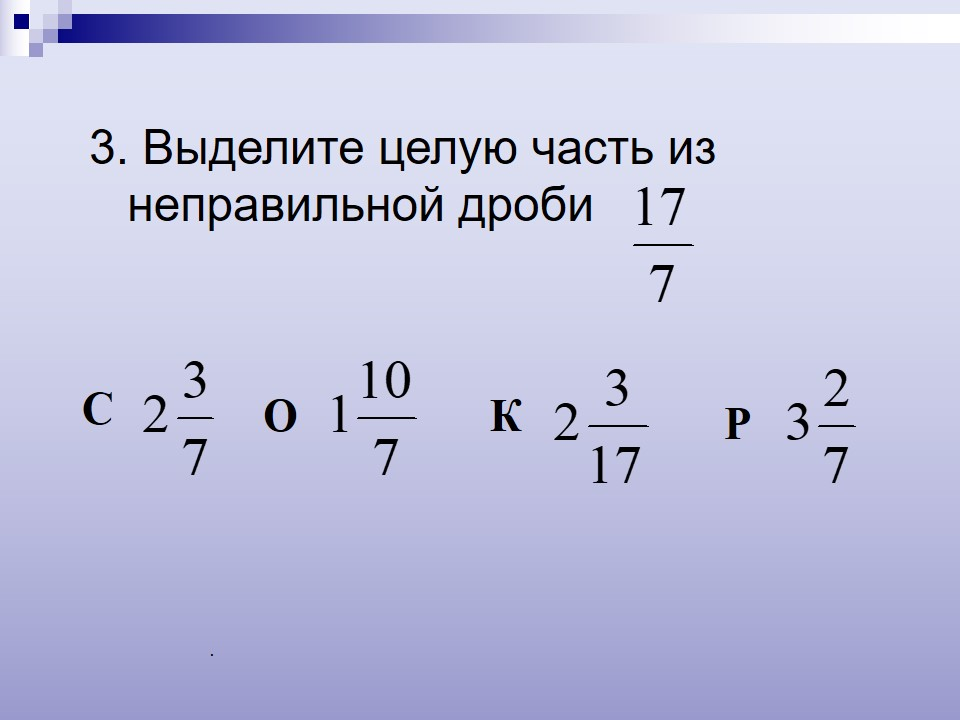 3. Выделите целую часть из
неправильной дроби 17/7
С 2 3/7 О 1 10/7 К 2 3/17 Р 3 2/7
.